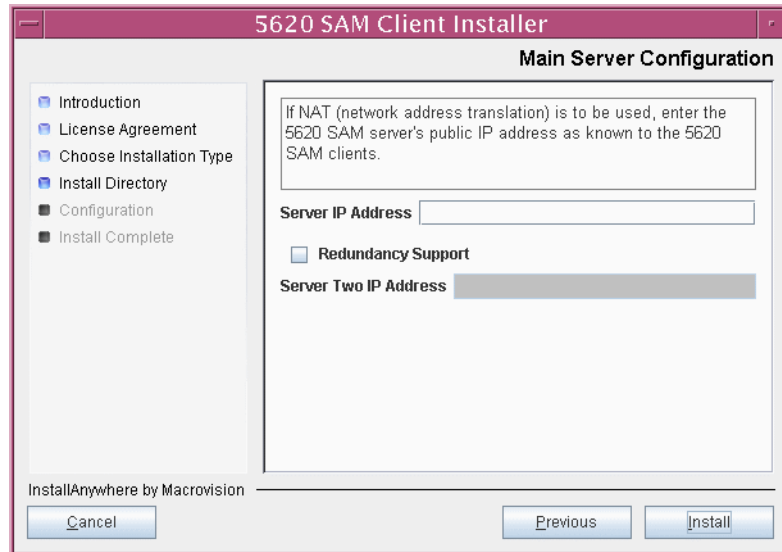 5620 SAM Client Installer
Main Server Configuration
Introduction
License Agreement
Choose Installation Type
Install Directory
Configuration
Install Complete
If NAT (network address translation) is to be used, enter the
5620 SAM server's public IP address as known to the 5620
SAM clients.
Server IP Address
Redundancy Support
Server Two IP Address
InstallAnywhere by Macrovision
Cancel
Previous
Install